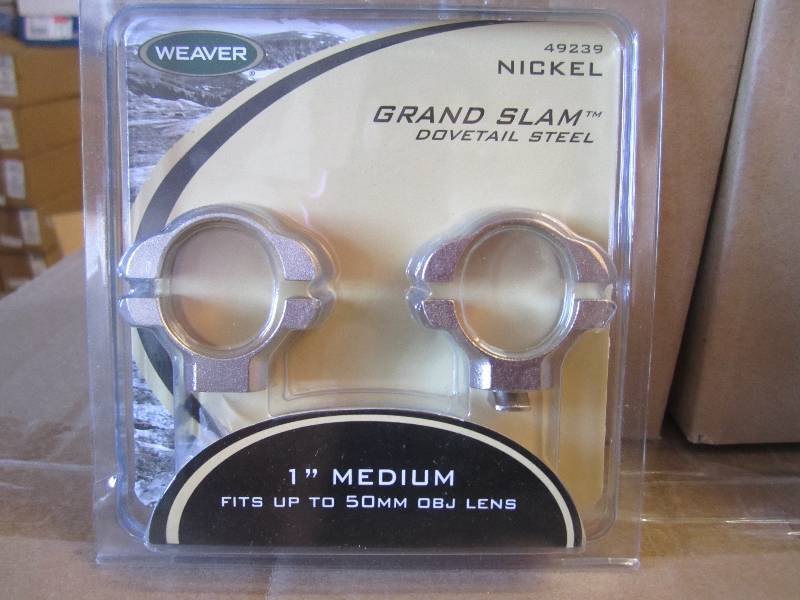 WEAVER
®
49239
NICKEL
GRAND SLAM™
DOVETAIL STEEL
1" MEDIUM
FITS UP TO 50MM OBJ LENS